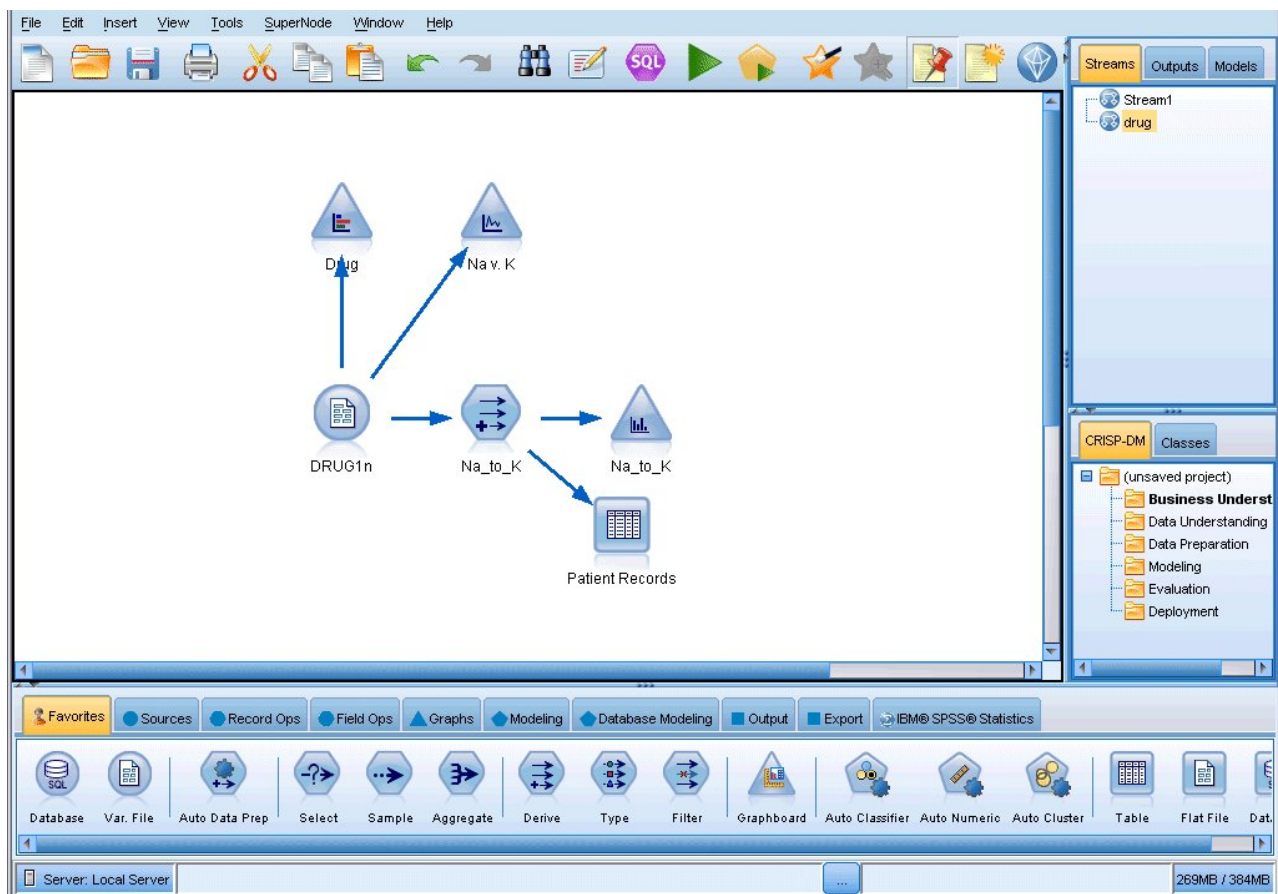 File Edit Insert View Tools SuperNode Window Help
SQL
Streams Outputs Models
Stream1
drug
Drug
Na v. K
DRUG1n
Na_to_K
Na_to_K
Patient Records
CRISP-DM Classes
(unsaved project)
Business Underst
Data Understanding
Data Preparation
Modeling
Evaluation
Deployment
Favorites Sources Record Ops Field Ops Graphs Modeling Database Modeling Output Export IBM® SPSS® Statistics
SQL
Database Var. File Auto Data Prep Select Sample Aggregate Derive Type Filter Graphboard Auto Classifier Auto Numeric Auto Cluster Table Flat File Dat
Server: Local Server ... 269MB / 384MB